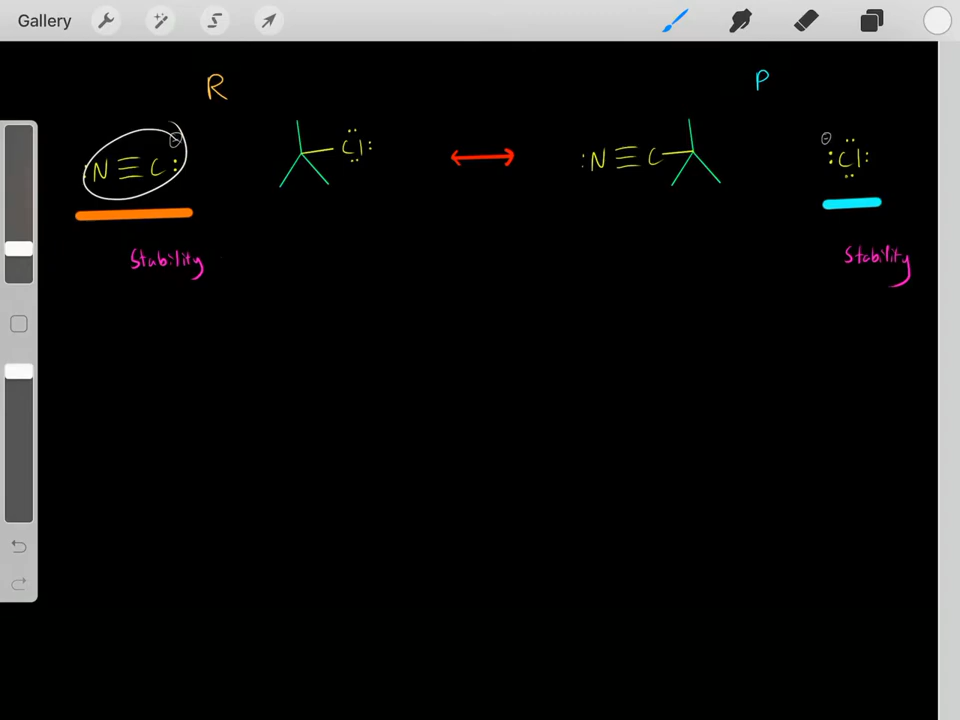 Gallery
R P
:N≡C:⊖ Cl: ↔ :N≡C ⊖:Cl:
Stability Stability